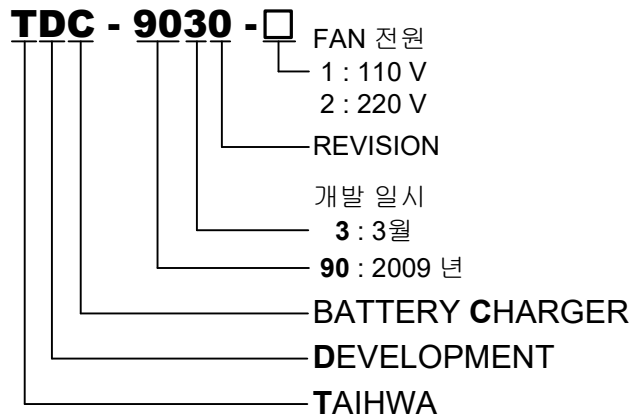 TDC - 9030 - □
FAN 전원
1 : 110 V
2 : 220 V
REVISION
개발 일시
3 : 3월
90 : 2009 년
BATTERY CHARGER
DEVELOPMENT
TAIHWA